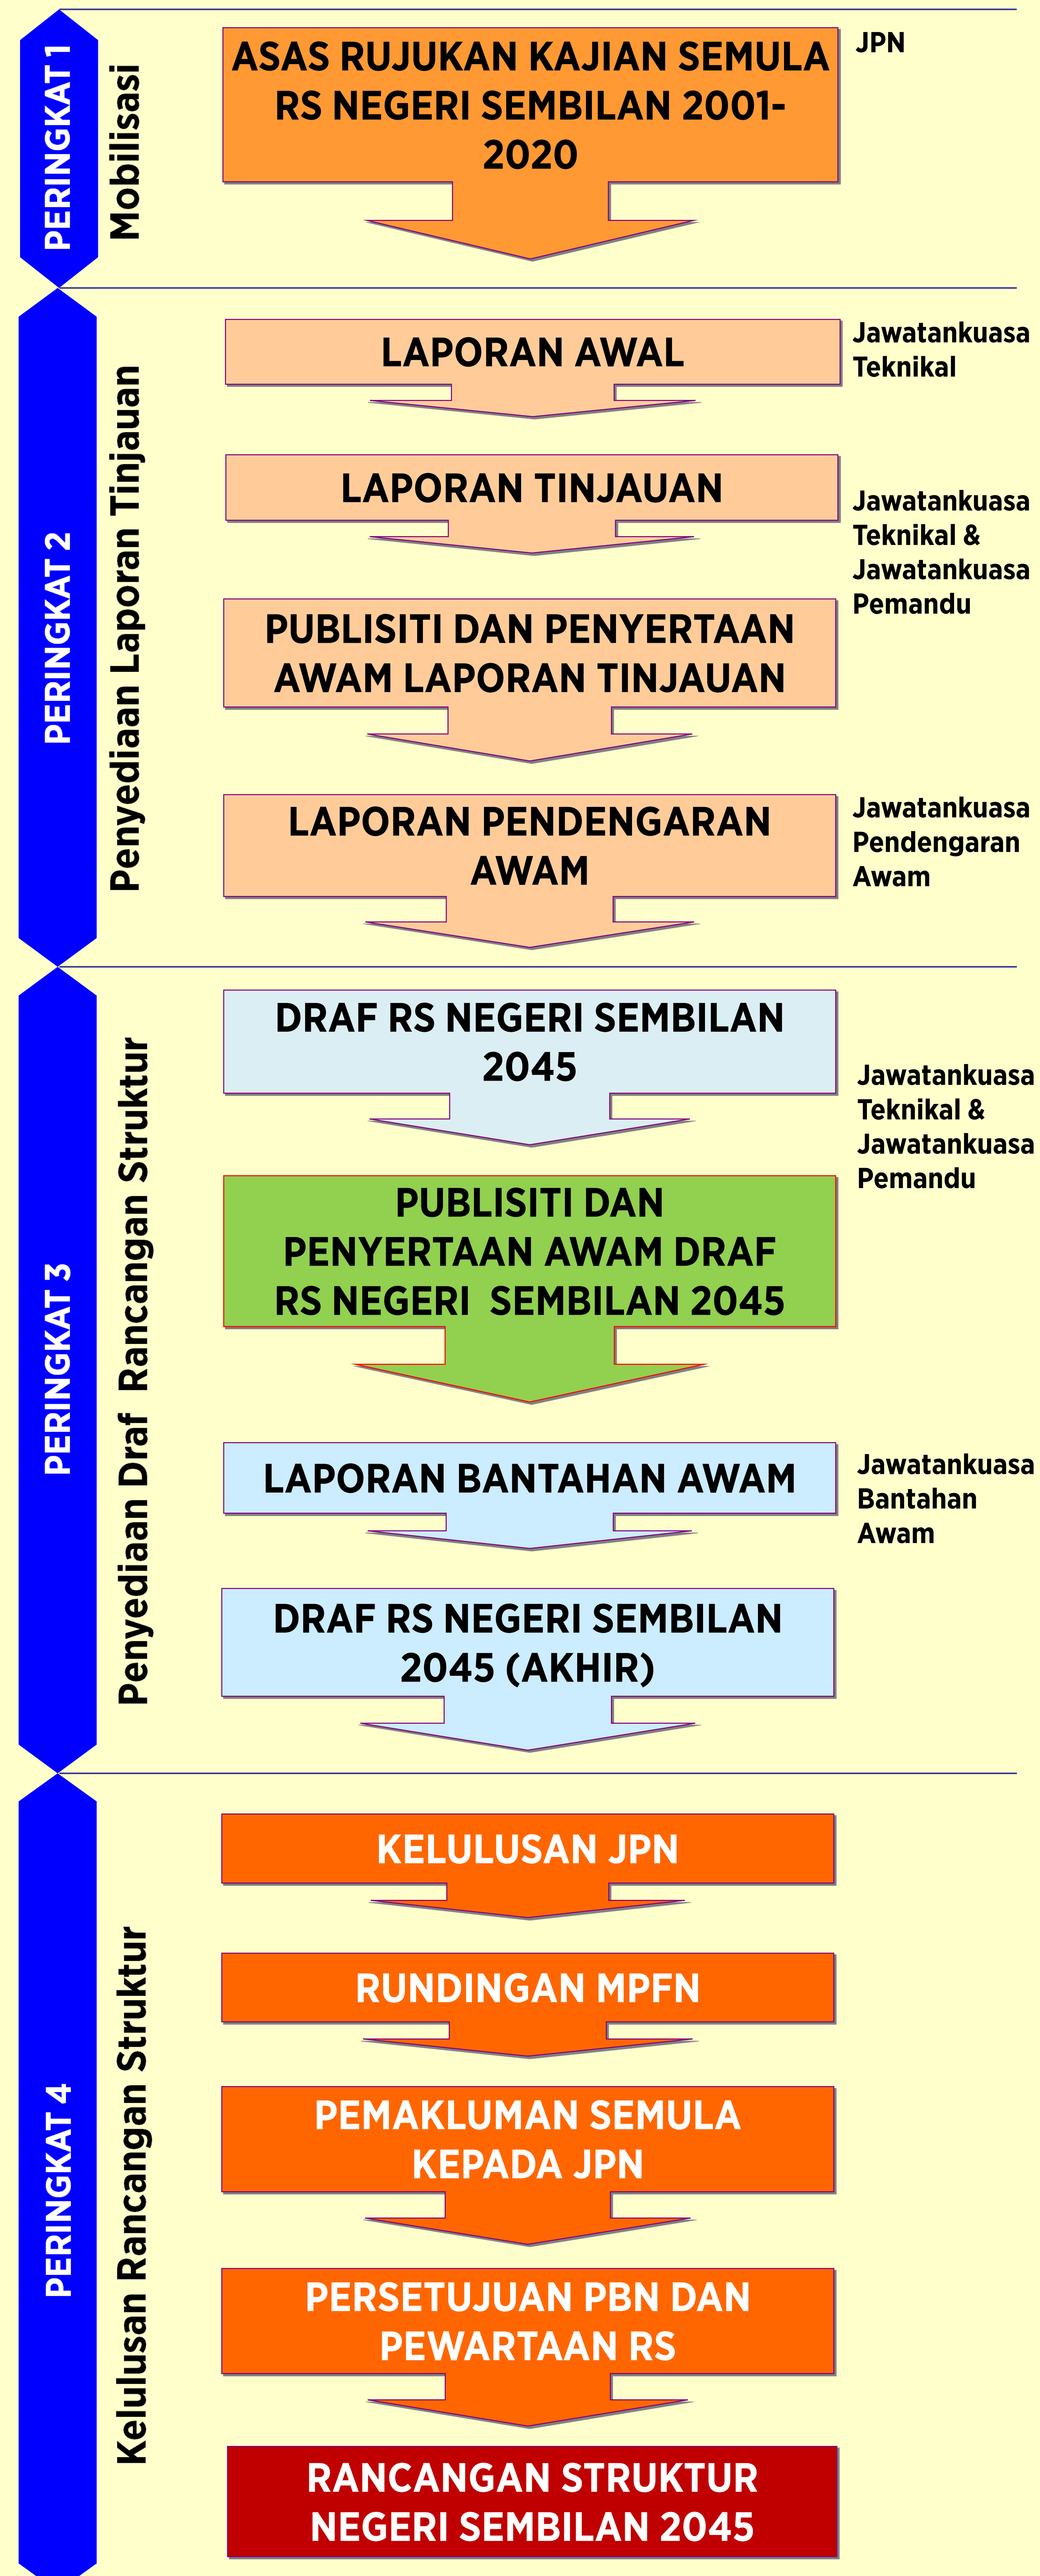 PERINGKAT 1
Mobilisasi
ASAS RUJUKAN KAJIAN SEMULA
RS NEGERI SEMBILAN 2001-
2020
JPN
PERINGKAT 2
Penyediaan Laporan Tinjauan
LAPORAN AWAL
Jawatankuasa
Teknikal
LAPORAN TINJAUAN
Jawatankuasa
Teknikal &
Jawatankuasa
Pemandu
PUBLISITI DAN PENYERTAAN
AWAM LAPORAN TINJAUAN
LAPORAN PENDENGARAN
AWAM
Jawatankuasa
Pendengaran
Awam
PERINGKAT 3
Penyediaan Draf  Rancangan Struktur
DRAF RS NEGERI SEMBILAN
2045
Jawatankuasa
Teknikal &
Jawatankuasa
Pemandu
PUBLISITI DAN
PENYERTAAN AWAM DRAF
RS NEGERI  SEMBILAN 2045
LAPORAN BANTAHAN AWAM
Jawatankuasa
Bantahan
Awam
DRAF RS NEGERI SEMBILAN
2045 (AKHIR)
PERINGKAT 4
Kelulusan Rancangan Struktur
KELULUSAN JPN
RUNDINGAN MPFN
PEMAKLUMAN SEMULA
KEPADA JPN
PERSETUJUAN PBN DAN
PEWARTAAN RS
RANCANGAN STRUKTUR
NEGERI SEMBILAN 2045